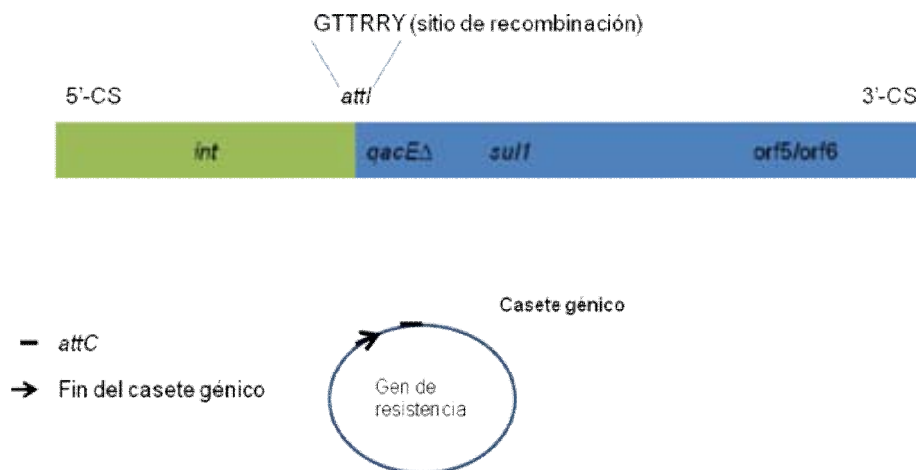 GTTRRY (sitio de recombinación)
5'-CS
attI
3'-CS
int
qacEΔ
sul1
orf5/orf6
Casete génico
attC
Fin del casete génico
Gen de
resistencia